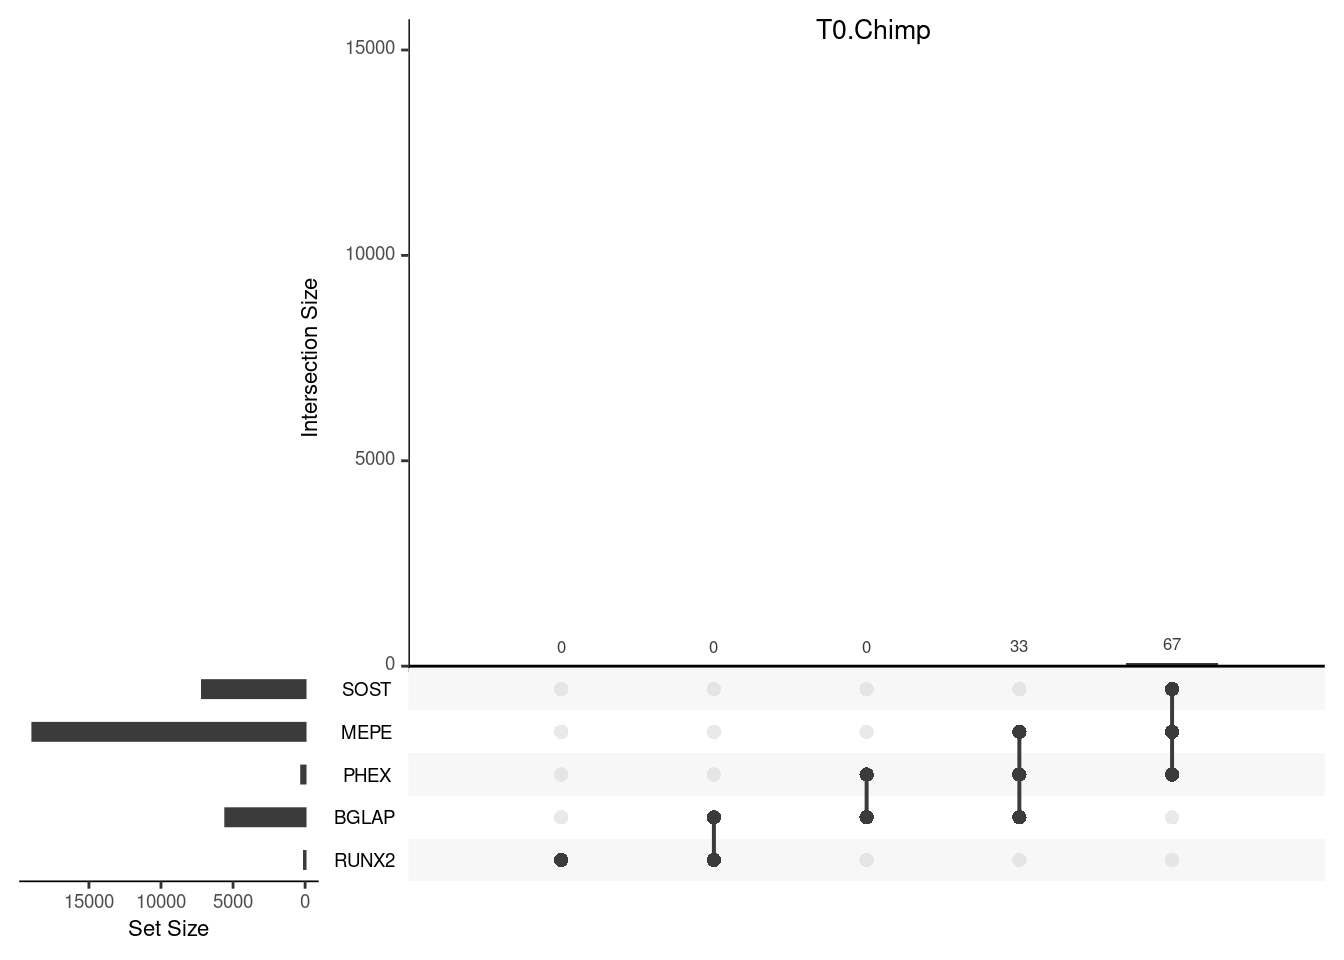 T0.Chimp
15000
10000
5000
0
Intersection Size
0 0 0 33 67
SOST
MEPE
PHEX
BGLAP
RUNX2
15000 10000 5000 0
Set Size